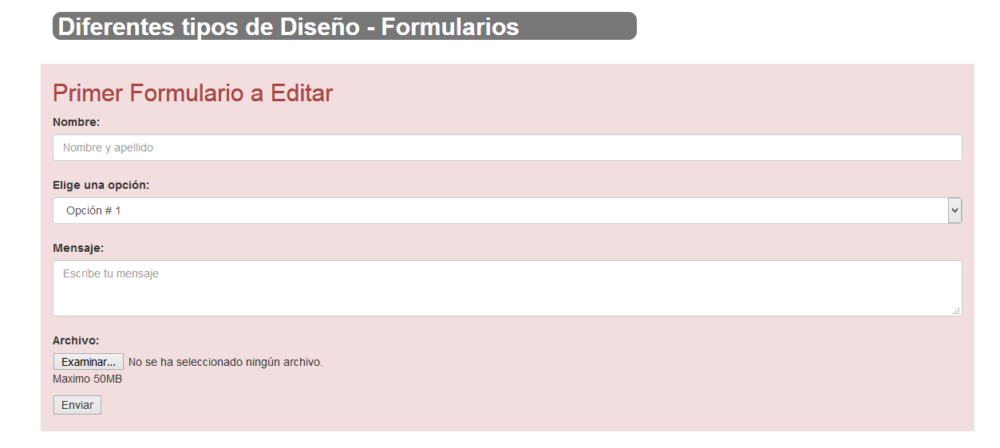 Diferentes tipos de Diseño - Formularios
Primer Formulario a Editar
Nombre:
Nombre y apellido
Elige una opción:
Opción # 1
Mensaje:
Escribe tu mensaje
Archivo:
Examinar... No se ha seleccionado ningún archivo.
Maximo 50MB
Enviar